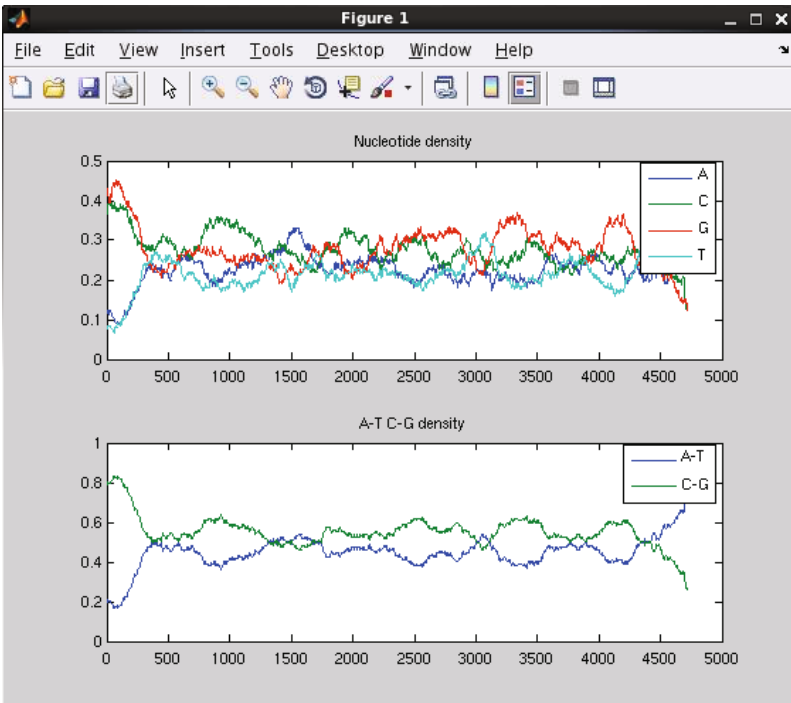 Figure 1
File Edit View Insert Tools Desktop Window Help
Nucleotide density
0.5
0.4
0.3
0.2
0.1
0
A
C
G
T
0 500 1000 1500 2000 2500 3000 3500 4000 4500 5000
A-T C-G density
1
0.8
0.6
0.4
0.2
0
A-T
C-G
0 500 1000 1500 2000 2500 3000 3500 4000 4500 5000